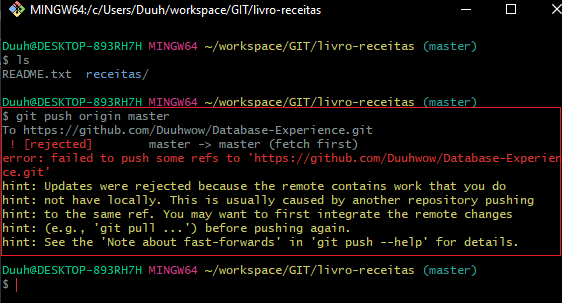 MINGW64:/c/Users/Duuh/workspace/GIT/livro-receitas
Duuh@DESKTOP-893RH7H MINGW64 ~/workspace/GIT/livro-receitas (master)
$ ls
README.txt  receitas/
Duuh@DESKTOP-893RH7H MINGW64 ~/workspace/GIT/livro-receitas (master)
$ git push origin master
To https://github.com/Duuhwow/Database-Experience.git
 ! [rejected]        master -> master (fetch first)
error: failed to push some refs to 'https://github.com/Duuhwow/Database-Experien
ce.git'
hint: Updates were rejected because the remote contains work that you do
hint: not have locally. This is usually caused by another repository pushing
hint: to the same ref. You may want to first integrate the remote changes
hint: (e.g., 'git pull ...') before pushing again.
hint: See the 'Note about fast-forwards' in 'git push --help' for details.
Duuh@DESKTOP-893RH7H MINGW64 ~/workspace/GIT/livro-receitas (master)
$